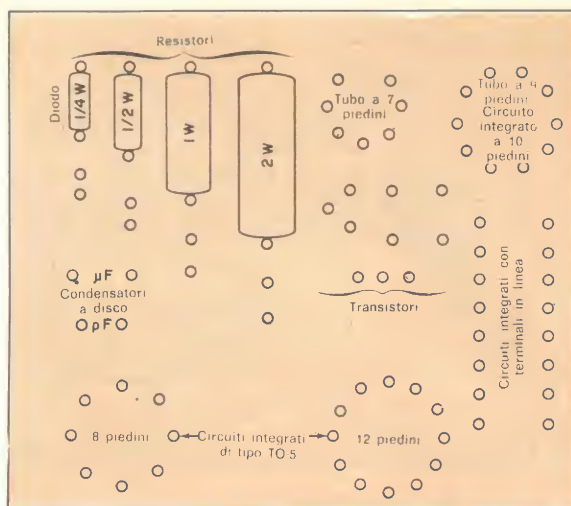 Resistori
Diodo
1/4 W
1/2 W
1 W
2 W
Tubo a 7
piedini
Tubo a 9
piedini
Circuito
integrato
a 10
piedini
µF
Condensatori
a disco
pF
Transistori
Circuiti integrati con
terminali in linea
8 piedini
Circuiti integrati
di tipo TO 5
12 piedini